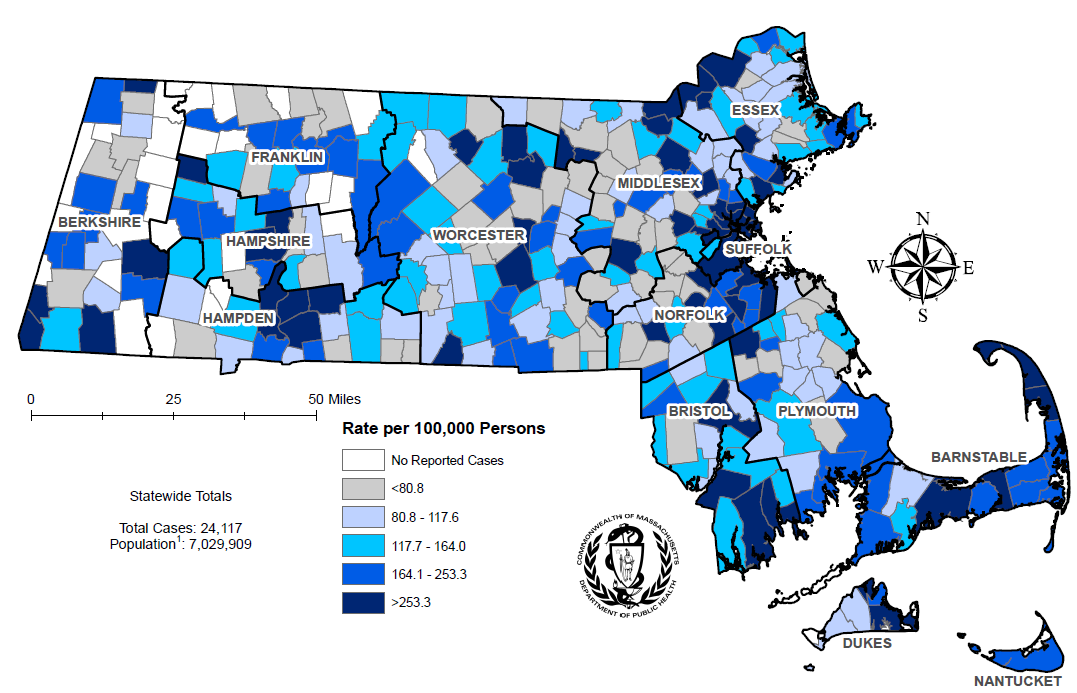 ESSEX
FRANKLIN
MIDDLESEX
BERKSHIRE
HAMPSHIRE
WORCESTER
SUFFOLK
N
W E
S
HAMPDEN
NORFOLK
0 25 50 Miles
BRISTOL
PLYMOUTH
BARNSTABLE
DUKES
NANTUCKET
Rate per 100,000 Persons
No Reported Cases
<80.8
80.8 - 117.6
117.7 - 164.0
164.1 - 253.3
>253.3
Statewide Totals
Total Cases: 24,117
Population1: 7,029,909
COMMONWEALTH OF MASSACHUSETTS
DEPARTMENT OF PUBLIC HEALTH